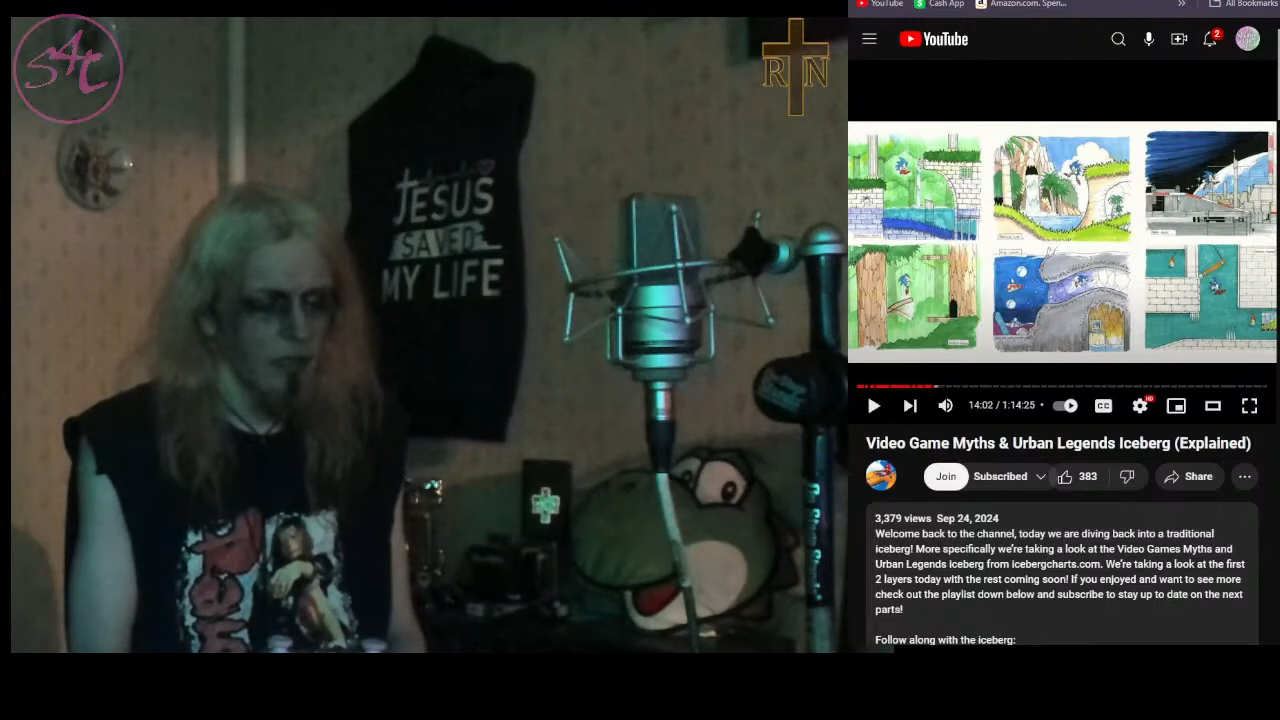 S4C
R N
JESUS
SAVED
MY LIFE
YouTube
Cash App
Amazon.com. Spen...
»
All Bookmarks
YouTube
2
14:02 / 1:14:25
CC
HD
Video Game Myths & Urban Legends Iceberg (Explained)
Join
Subscribed
383
Share
3,379 views Sep 24, 2024
Welcome back to the channel, today we are diving back into a traditional
iceberg! More specifically we're taking a look at the Video Games Myths and
Urban Legends Iceberg from icebergcharts.com. We're taking a look at the first
2 layers today with the rest coming soon! If you enjoyed and want to see more
check out the playlist down below and subscribe to stay up to date on the next
parts!
Follow along with the iceberg: